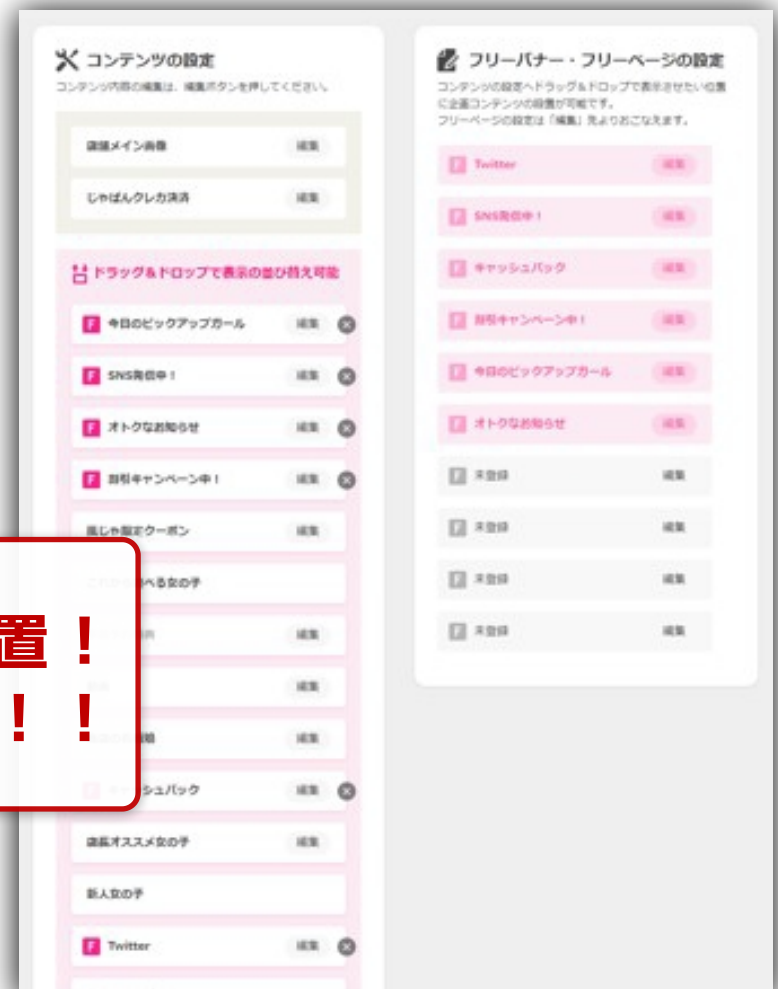 コンテンツの設定
コンテンツ内容の編集は、編集ボタンを押してください。
店舗メイン画像 編集
じゃぱんクレカ決済 編集
ドラッグ&ドロップで表示の並び替え可能
F 今日のピックアップガール 編集
F SNS発信中！ 編集
F オトクなお知らせ 編集
F 割引キャンペーン中！ 編集
風じゃ限定クーポン 編集
べる女の子
編集
編集
編集
シュバック 編集
店長オススメ女の子 編集
新人女の子
F Twitter 編集
置！
！！
フリーバナー・フリーページの設定
コンテンツの設定へドラッグ&ドロップで表示させたい位置
に企画コンテンツの設置が可能です。
フリーページの設定は「編集」先よりおこなえます。
F Twitter 編集
F SNS発信中！ 編集
F キャッシュバック 編集
F 割引キャンペーン中！ 編集
F 今日のピックアップガール 編集
F オトクなお知らせ 編集
F 未登録 編集
F 未登録 編集
F 未登録 編集
F 未登録 編集